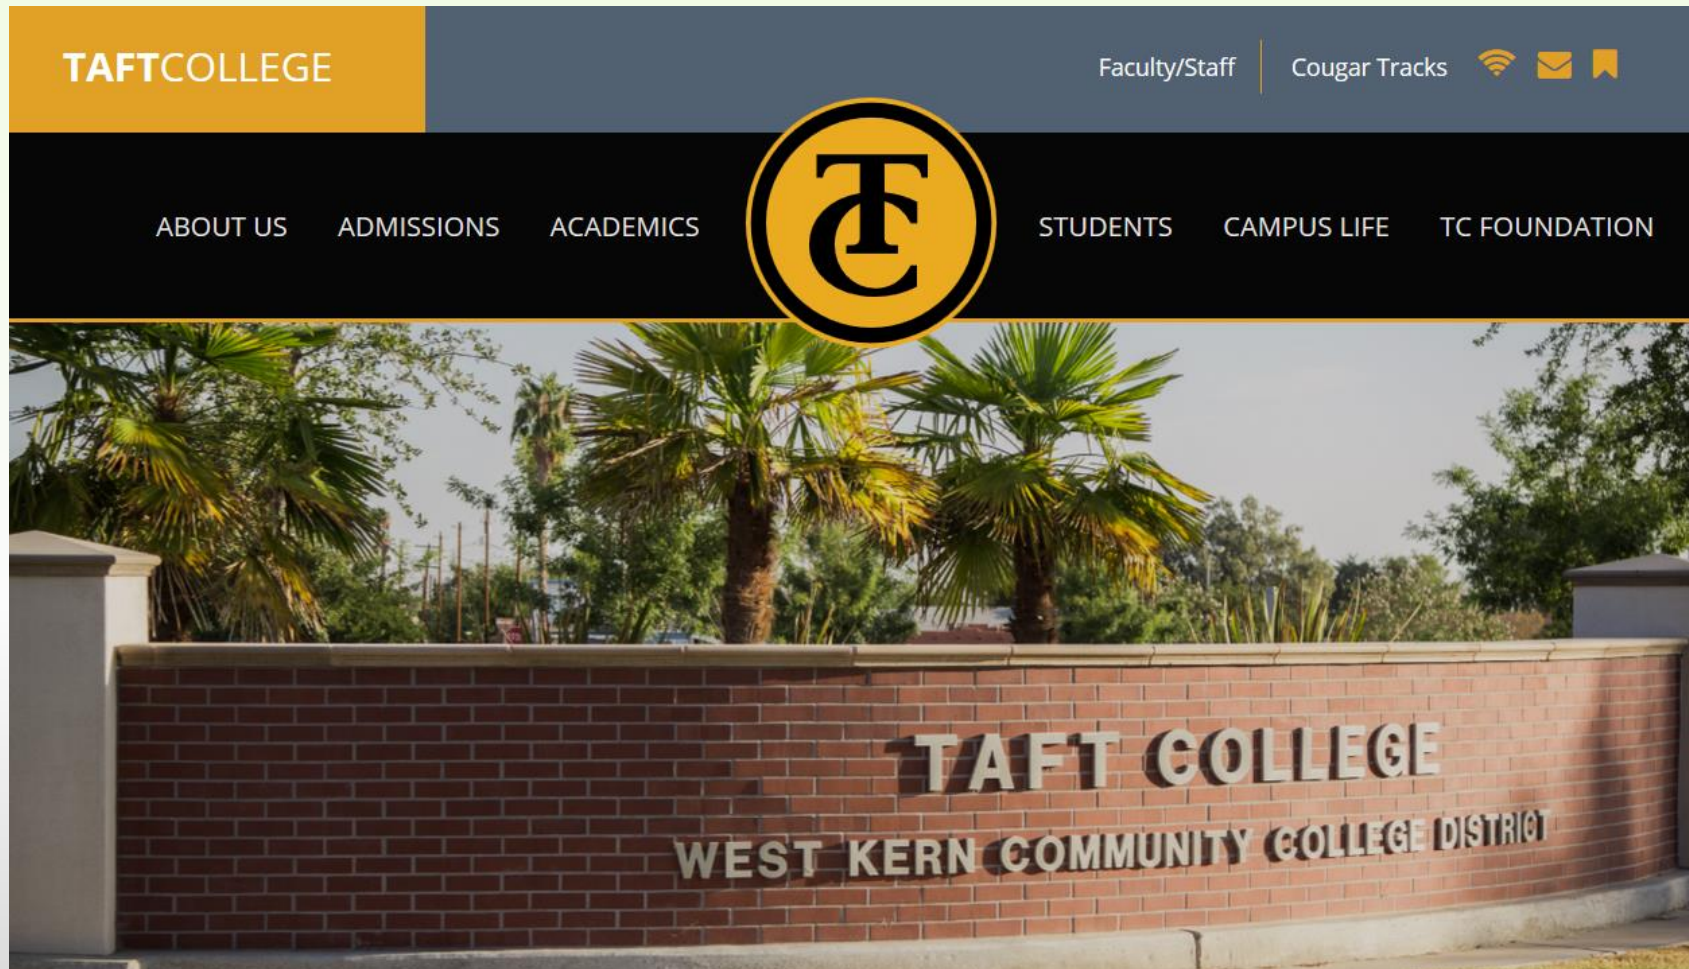 TAFTCOLLEGE
Faculty/Staff
Cougar Tracks
ABOUT US
ADMISSIONS
ACADEMICS
TC
STUDENTS
CAMPUS LIFE
TC FOUNDATION
TAFT COLLEGE
WEST KERN COMMUNITY COLLEGE DISTRICT